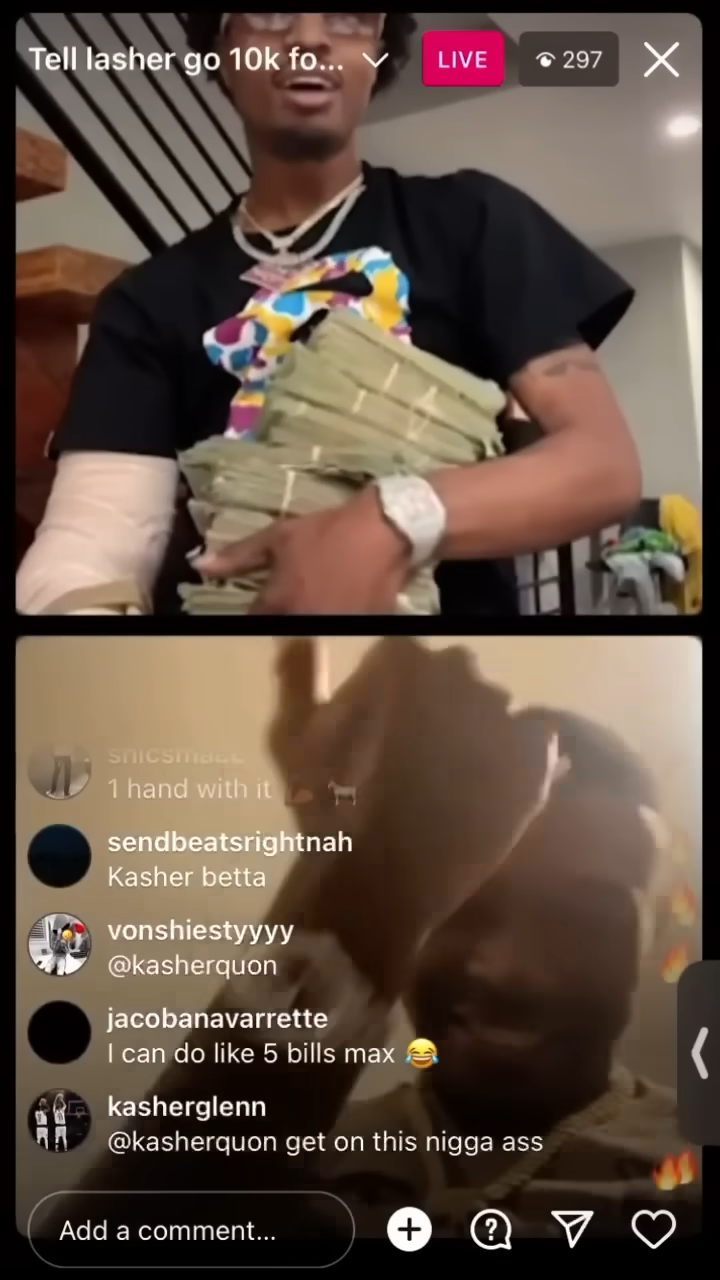 Tell lasher go 10k fo...
LIVE
297
1 hand with it
sendbeatsrightnah
Kasher betta
vonshiestyyyy
@kasherquon
jacobanavarrette
I can do like 5 bills max 😂
kasherglenn
@kasherquon get on this nigga ass
Add a comment...